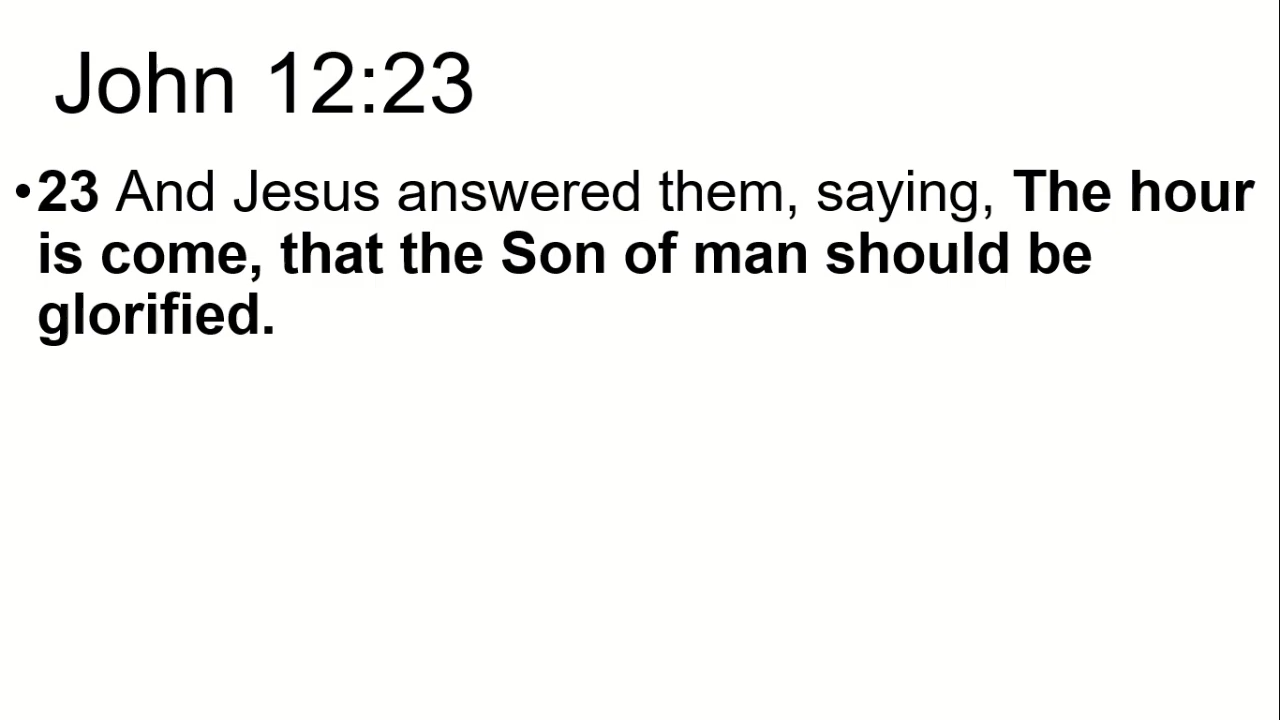 John 12:23
•23 And Jesus answered them, saying, The hour
is come, that the Son of man should be
glorified.